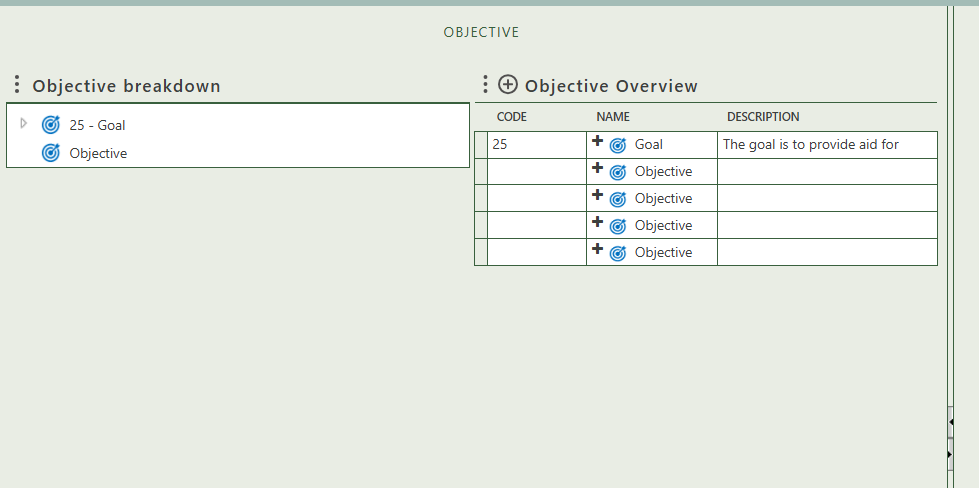 OBJECTIVE
Objective breakdown
25 - Goal
Objective
Objective Overview
CODE NAME DESCRIPTION
25 Goal The goal is to provide aid for
Objective
Objective
Objective
Objective